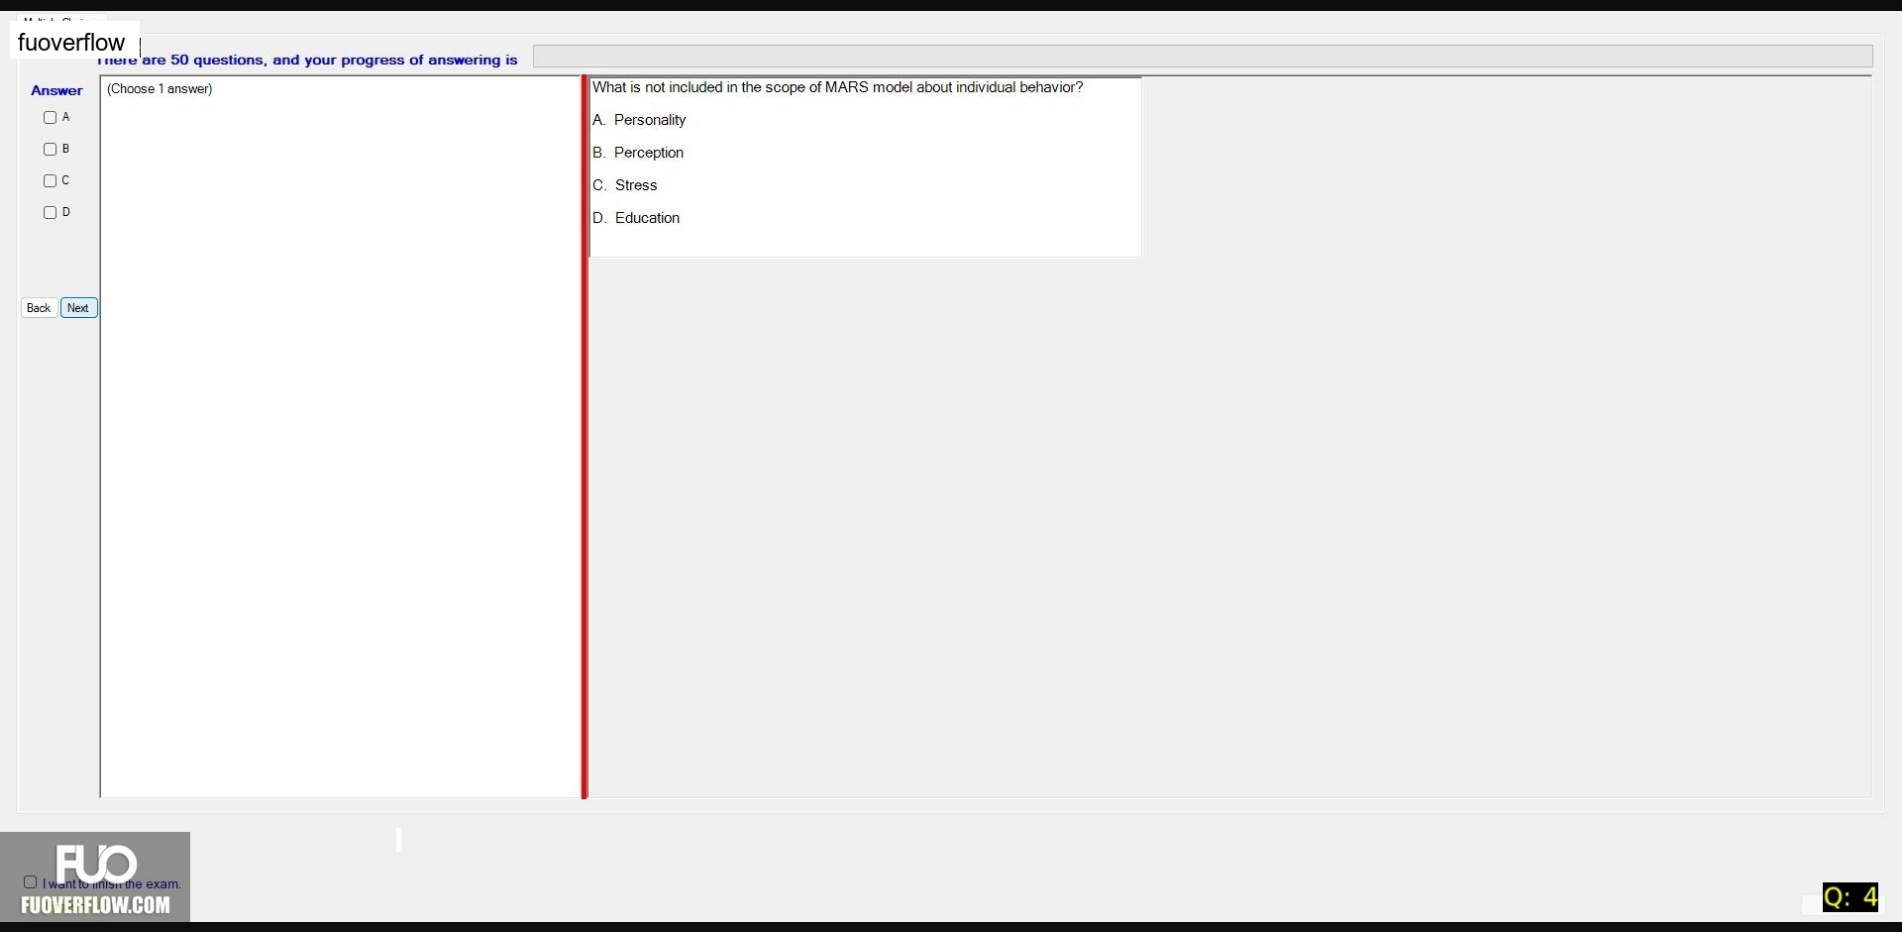 fuoverflow
There are 50 questions, and your progress of answering is
Answer
(Choose 1 answer)
A
B
C
D
Back
Next
What is not included in the scope of MARS model about individual behavior?
A. Personality
B. Perception
C. Stress
D. Education
FUO
I want to finish the exam.
FUOVERFLOW.COM
Q: 4